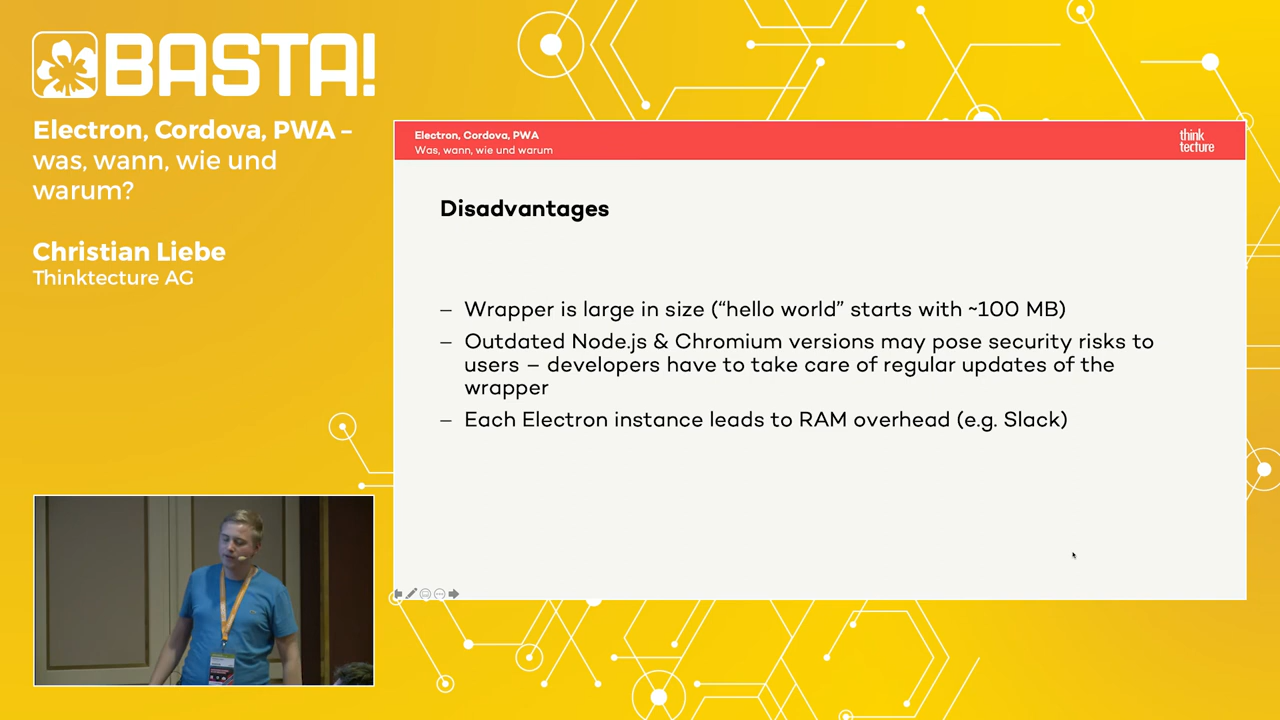 BASTA!
Electron, Cordova, PWA –
was, wann, wie und
warum?
Christian Liebe
Thinktecture AG
Electron, Cordova, PWA
Was, wann, wie und warum
think
tecture
Disadvantages
– Wrapper is large in size (“hello world” starts with ~100 MB)
– Outdated Node.js & Chromium versions may pose security risks to
users – developers have to take care of regular updates of the
wrapper
– Each Electron instance leads to RAM overhead (e.g. Slack)